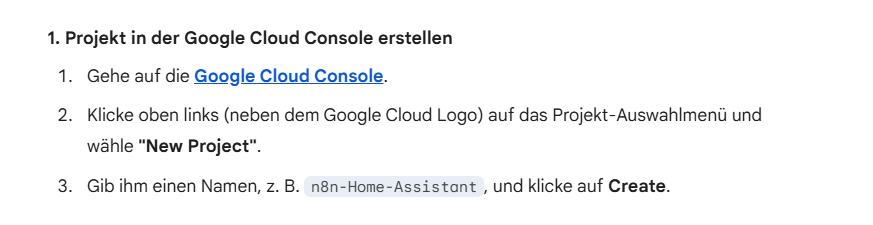 1. Projekt in der Google Cloud Console erstellen
1. Gehe auf die Google Cloud Console.
2. Klicke oben links (neben dem Google Cloud Logo) auf das Projekt-Auswahlmenü und
wähle "New Project".
3. Gib ihm einen Namen, z. B. n8n-Home-Assistant, und klicke auf Create.